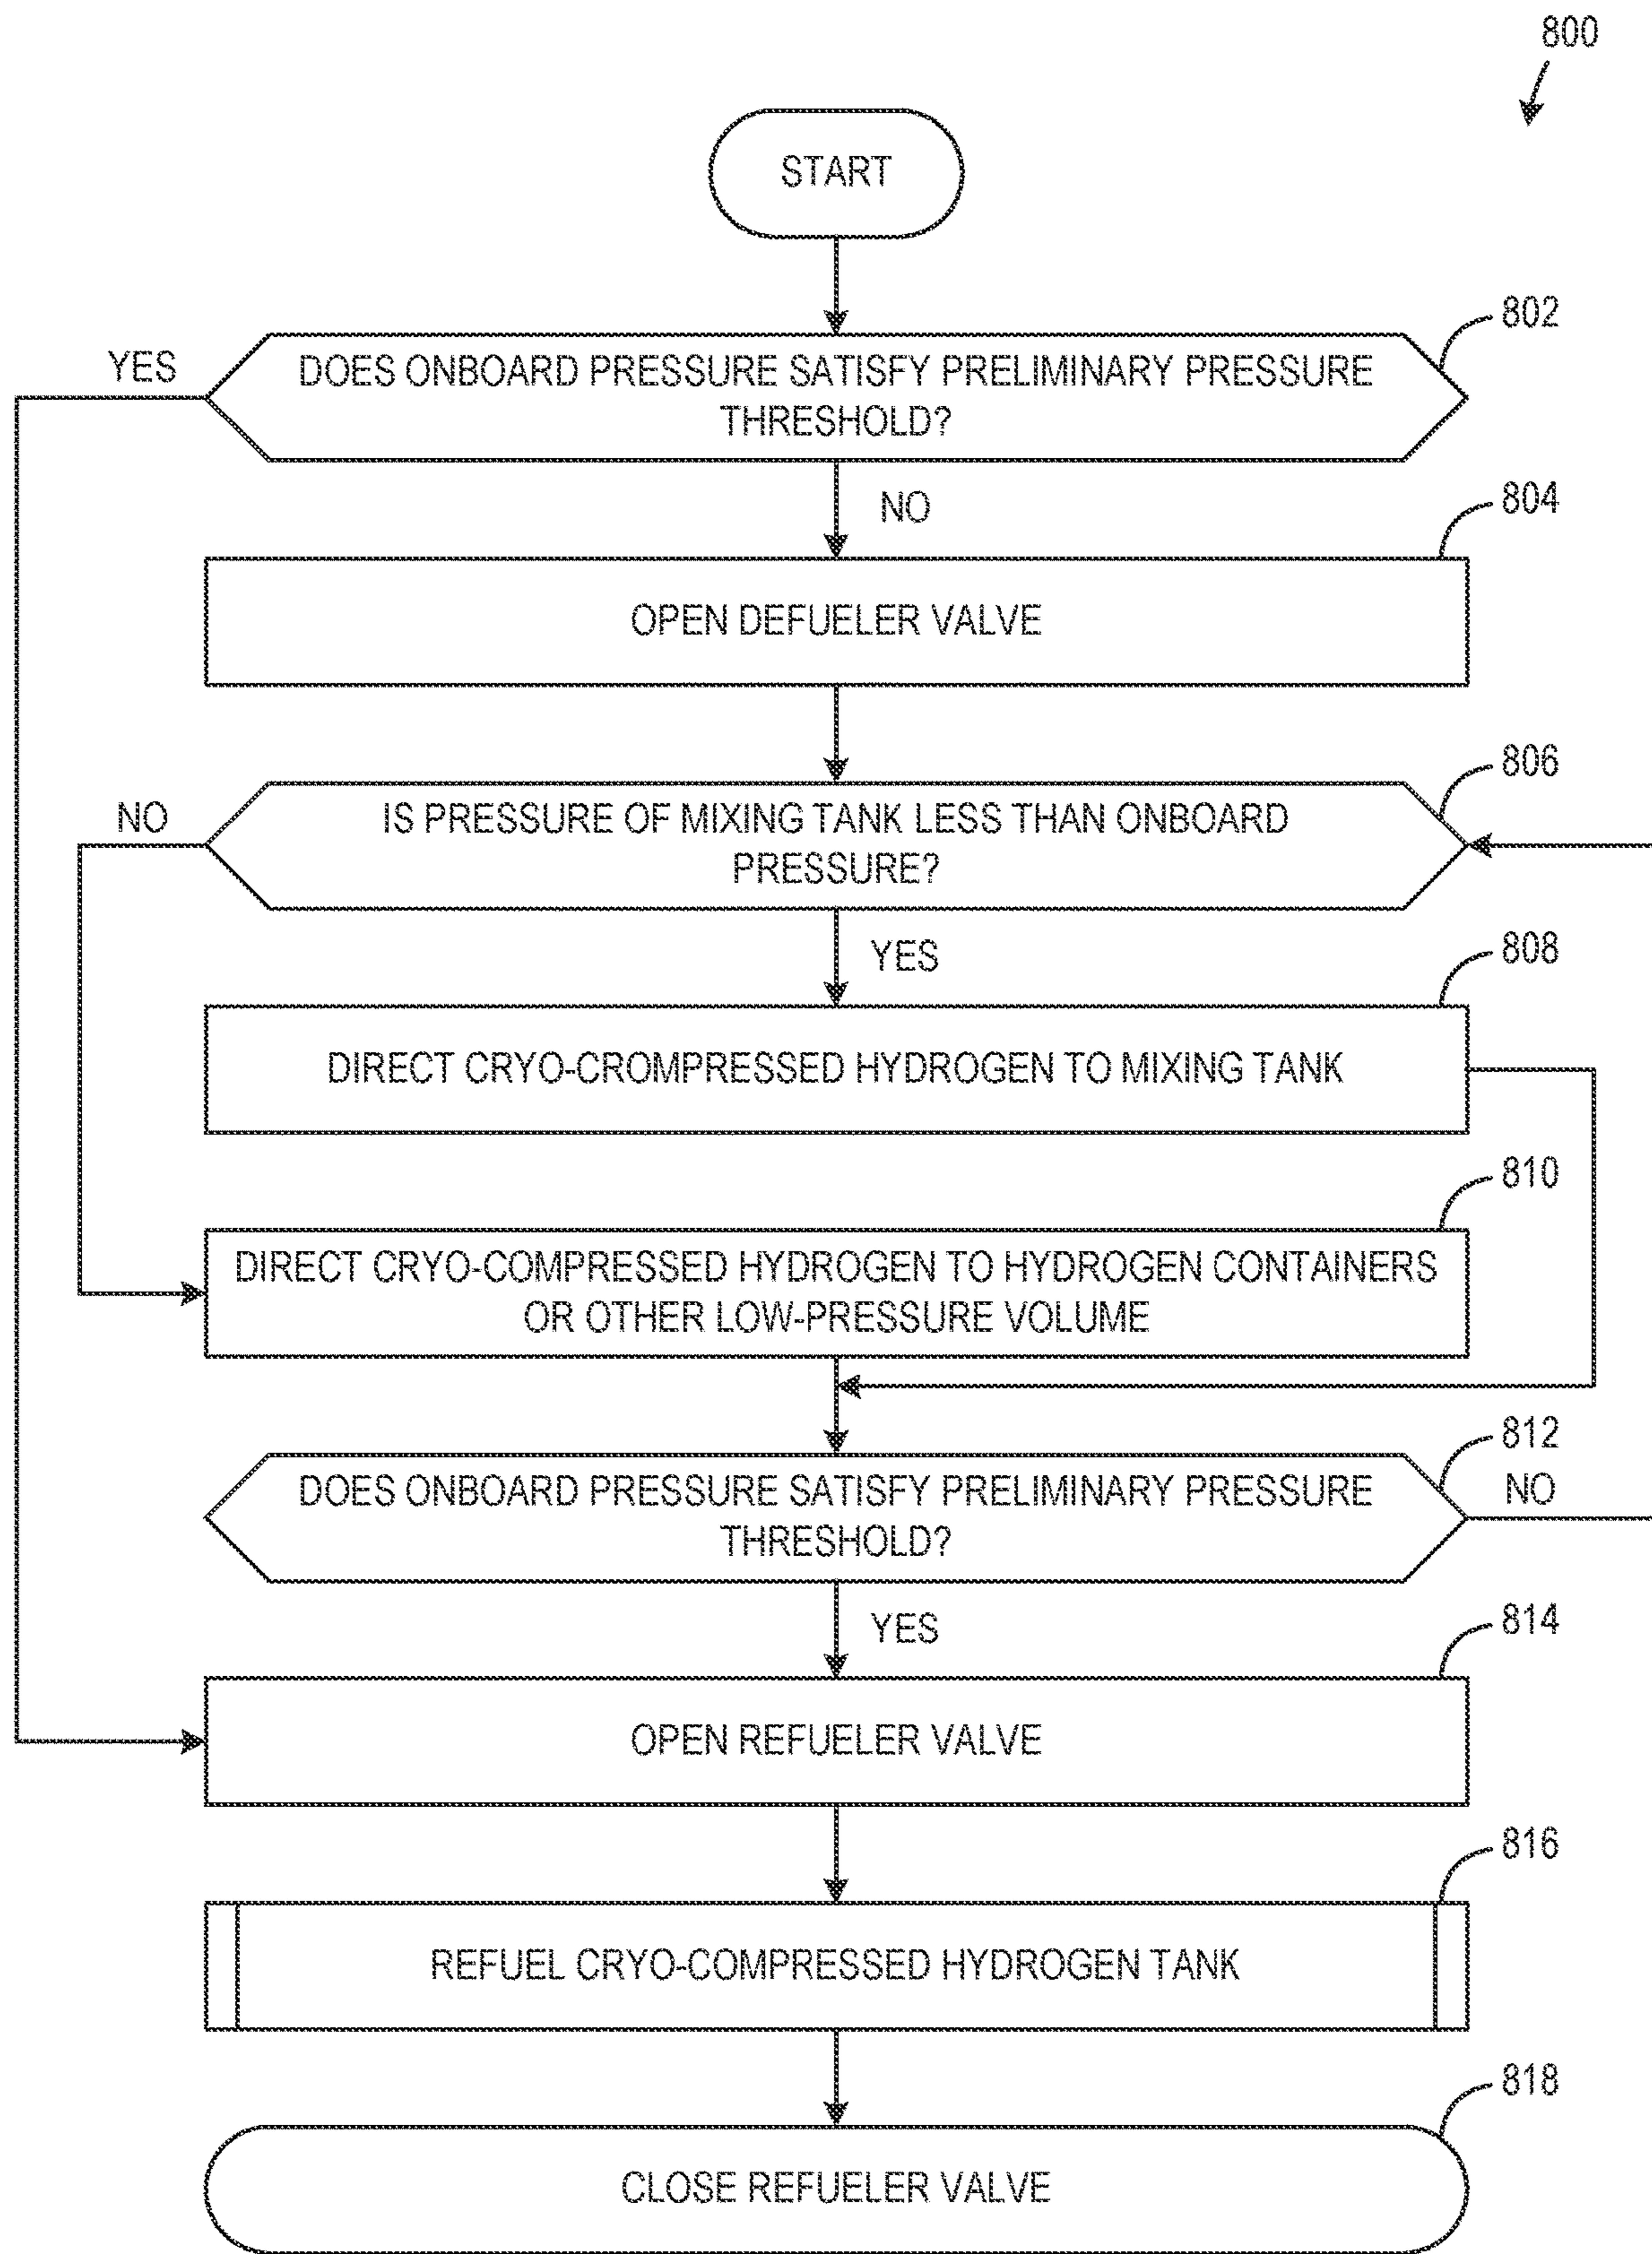 800
START
802
YES
DOES ONBOARD PRESSURE SATISFY PRELIMINARY PRESSURE
THRESHOLD?
NO
804
OPEN DEFUELER VALVE
806
NO
IS PRESSURE OF MIXING TANK LESS THAN ONBOARD
PRESSURE?
YES
808
DIRECT CRYO-CROMPRESSED HYDROGEN TO MIXING TANK
810
DIRECT CRYO-COMPRESSED HYDROGEN TO HYDROGEN CONTAINERS
OR OTHER LOW-PRESSURE VOLUME
812
DOES ONBOARD PRESSURE SATISFY PRELIMINARY PRESSURE
THRESHOLD?
NO
YES
814
OPEN REFUELER VALVE
816
REFUEL CRYO-COMPRESSED HYDROGEN TANK
818
CLOSE REFUELER VALVE